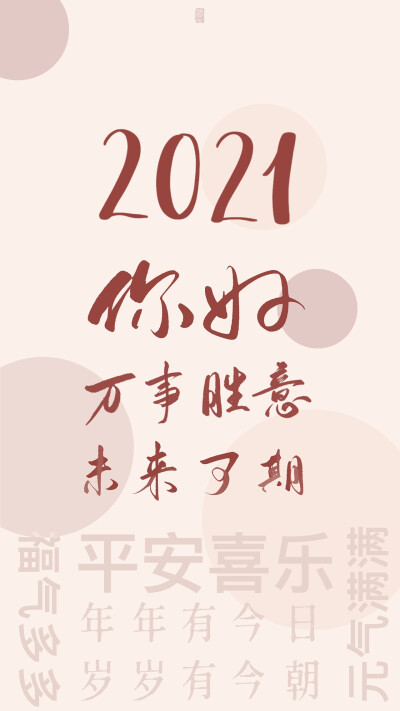 2021
你好
万事胜意
未来可期
平安喜乐
年年有今日
岁岁有今朝
福气多多
元气满满